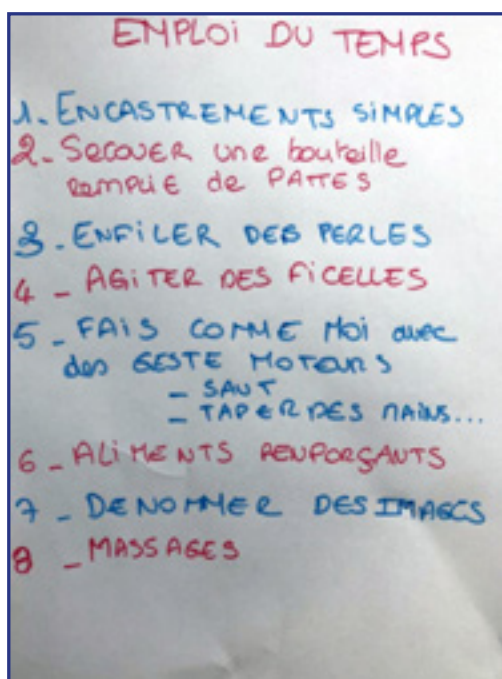 EMPLOI DU TEMPS
1. ENCASTREMENTS SIMPLES
2. SECOUER une bouteille
REMPLIE de PATTES
3. ENFILER DES PERLES
4 _ AGITER DES FICELLES
5 _ FAIS COMME MOI avec
des GESTE MOTEURS
_ SAUT
_ TAPER DES MAINS...
6 _ ALIMENTS RENFORÇANTS
7 _ DENOMMER DES IMAGES
8 _ MASSAGES